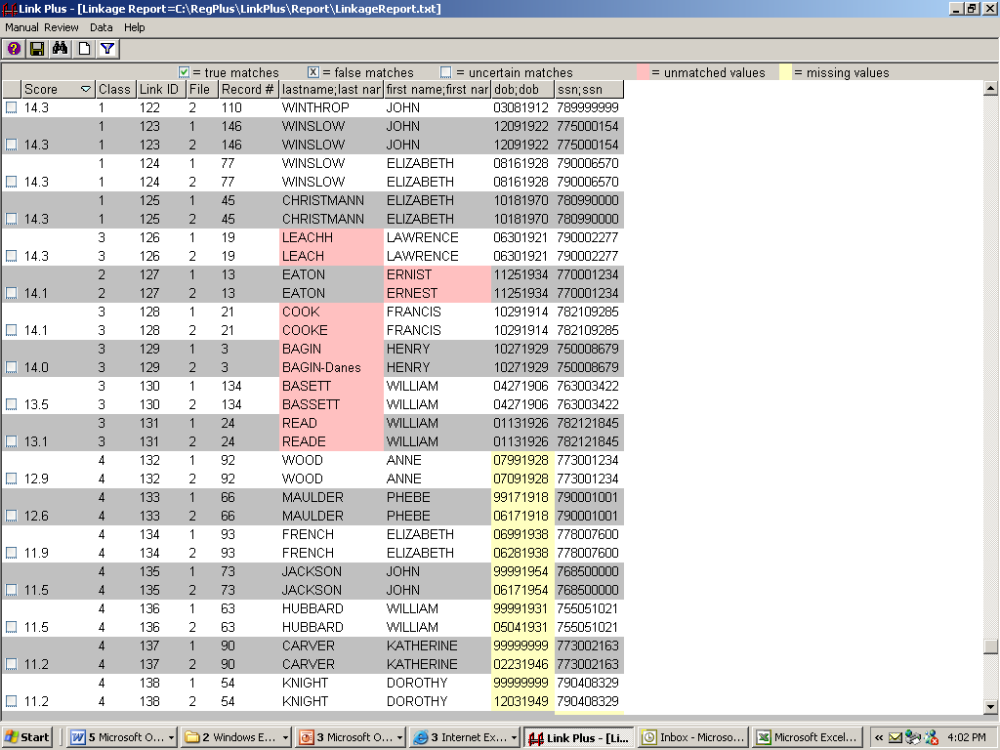 Link Plus - [Linkage Report=C:\RegPlus\LinkPlus\Report\LinkageReport.txt]
Manual Review Data Help
= true matches = false matches = uncertain matches = unmatched values = missing values
Score Class Link ID File Record # lastname;last nar first name;first nar dob;dob ssn;ssn
14.3 1 122 2 110 WINTHROP JOHN 03081912 789999999
1 123 1 146 WINSLOW JOHN 12091922 775000154
14.3 1 123 2 146 WINSLOW JOHN 12091922 775000154
1 124 1 77 WINSLOW ELIZABETH 08161928 790006570
14.3 1 124 2 77 WINSLOW ELIZABETH 08161928 790006570
1 125 1 45 CHRISTMANN ELIZABETH 10181970 780990000
14.3 1 125 2 45 CHRISTMANN ELIZABETH 10181970 780990000
3 126 1 19 LEACHH LAWRENCE 06301921 790002277
14.3 3 126 2 19 LEACH LAWRENCE 06301921 790002277
2 127 1 13 EATON ERNIST 11251934 770001234
14.1 2 127 2 13 EATON ERNEST 11251934 770001234
3 128 1 21 COOK FRANCIS 10291914 782109285
14.1 3 128 2 21 COOKE FRANCIS 10291914 782109285
3 129 1 3 BAGIN HENRY 10271929 750008679
14.0 3 129 2 3 BAGIN-Danes HENRY 10271929 750008679
3 130 1 134 BASETT WILLIAM 04271906 763003422
13.5 3 130 2 134 BASSETT WILLIAM 04271906 763003422
3 131 1 24 READ WILLIAM 01131926 782121845
13.1 3 131 2 24 READE WILLIAM 01131926 782121845
4 132 1 92 WOOD ANNE 07991928 773001234
12.9 4 132 2 92 WOOD ANNE 07091928 773001234
4 133 1 66 MAULDER PHEBE 99171918 790001001
12.6 4 133 2 66 MAULDER PHEBE 06171918 790001001
4 134 1 93 FRENCH ELIZABETH 06991938 778007600
11.9 4 134 2 93 FRENCH ELIZABETH 06281938 778007600
4 135 1 73 JACKSON JOHN 99991954 768500000
11.5 4 135 2 73 JACKSON JOHN 06171954 768500000
4 136 1 63 HUBBARD WILLIAM 99991931 755051021
11.5 4 136 2 63 HUBBARD WILLIAM 05041931 755051021
4 137 1 90 CARVER KATHERINE 99999999 773002163
11.2 4 137 2 90 CARVER KATHERINE 02231946 773002163
4 138 1 54 KNIGHT DOROTHY 99999999 790408329
11.2 4 138 2 54 KNIGHT DOROTHY 12031949 790408329
Start 5 Microsoft O... 2 Windows E... 3 Microsoft O... 3 Internet Ex... Link Plus - [Li... Inbox - Microso... Microsoft Excel... « 4:02 PM